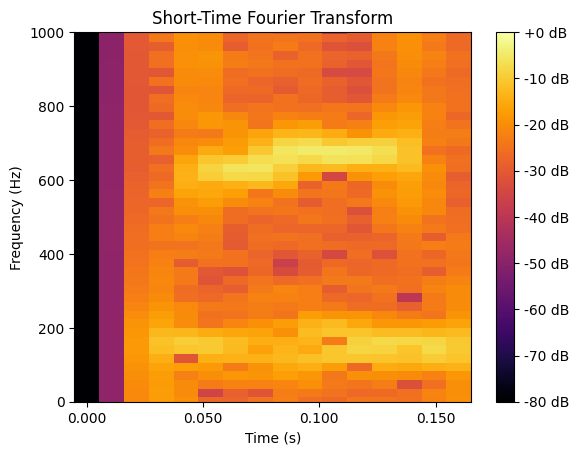 Short-Time Fourier Transform
1000
800
600
400
200
0
Frequency (Hz)
0.000
0.050
0.100
0.150
Time (s)
+0 dB
-10 dB
-20 dB
-30 dB
-40 dB
-50 dB
-60 dB
-70 dB
-80 dB